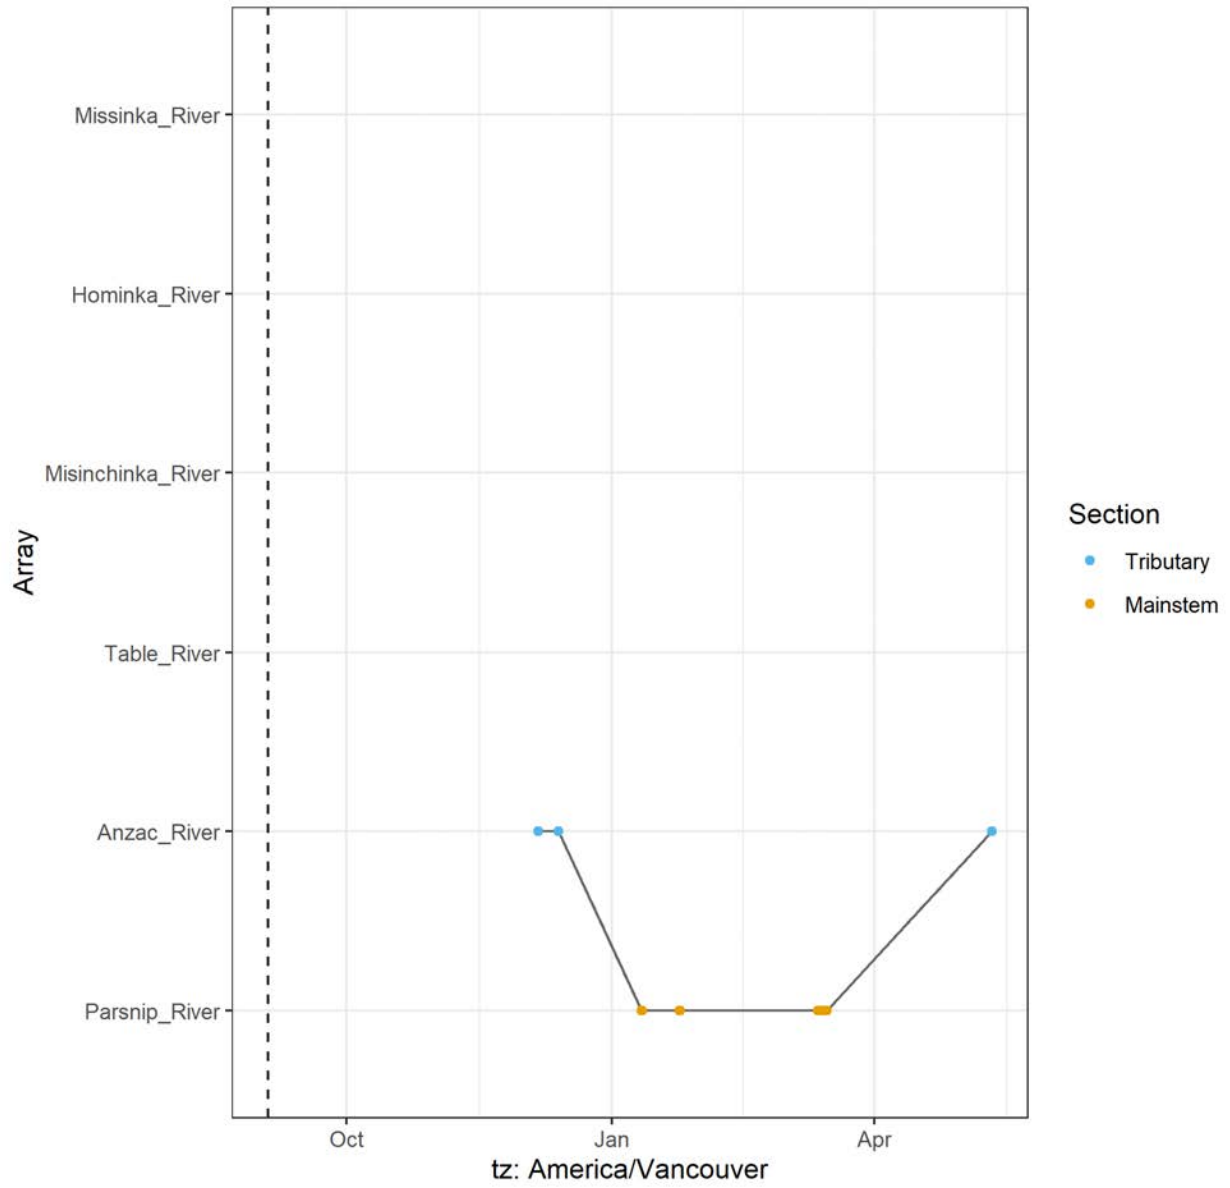 Missinka_River
Hominka_River
Misinchinka_River
Table_River
Anzac_River
Parsnip_River
Array
Oct
Jan
Apr
tz: America/Vancouver
Section
Tributary
Mainstem